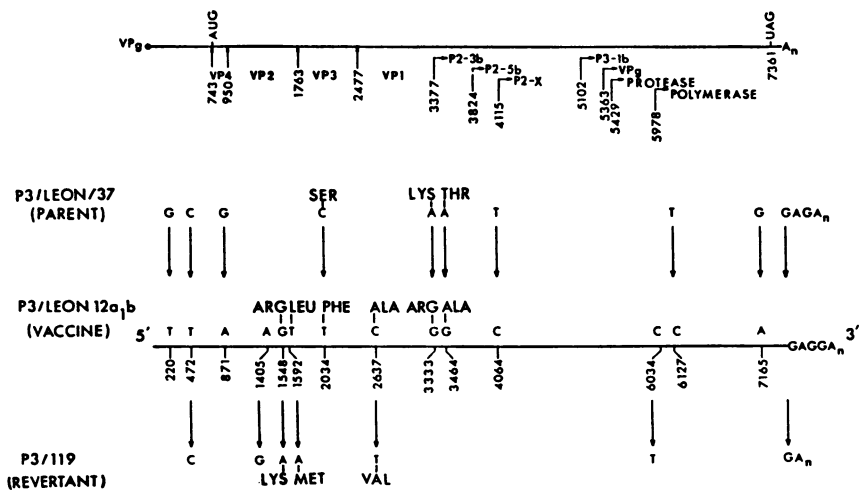 VPg
AUG
UAG
An
743
VP4
950
VP2
1763
VP3
2477
VP1
3377
P2-3b
3824
P2-5b
4115
P2-X
5102
P3-1b
5363
VPg
5429
PROTEASE
5978
POLYMERASE
7361
P3/LEON/37
(PARENT)
SER
LYS THR
G C G C A A T T G GAGAn
P3/LEON 12a1b
(VACCINE)
ARG LEU PHE ALA ARG ALA
5' T T A A G T T C G G C C C A GAGGAn 3'
220 472 871 1405 1548 1592 2034 2637 3333 3464 4064 6034 6127 7165
P3/119
(REVERTANT)
C G A A T T GAn
LYS MET VAL